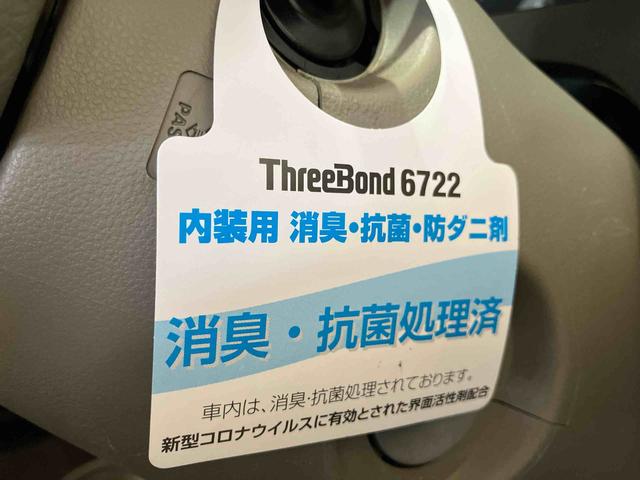 ThreeBond 6722
内装用 消臭・抗菌・防ダニ剤
消臭・抗菌処理済
車内は、消臭・抗菌処理されております。
新型コロナウイルスに有効とされた界面活性剤配合
PAS